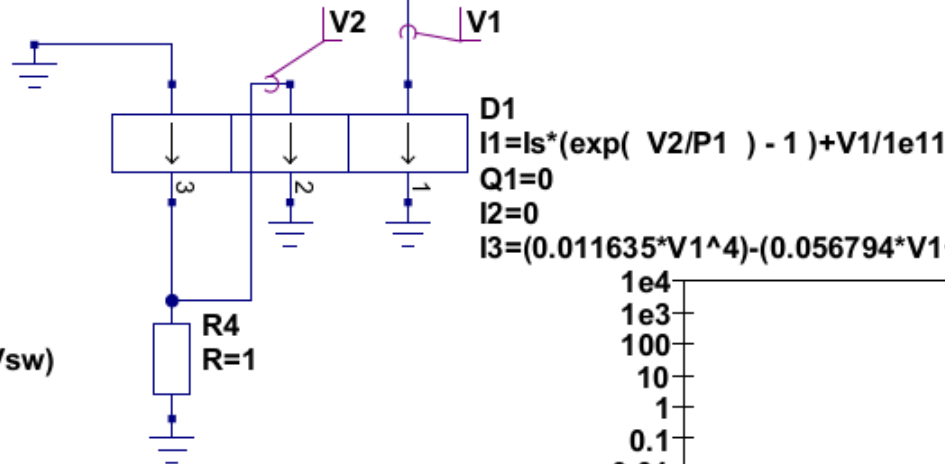 V2
V1
D1
I1=Is*(exp( V2/P1 ) - 1 )+V1/1e11
Q1=0
I2=0
I3=(0.011635*V1^4)-(0.056794*V1
3
2
1
R4
R=1
sw)
1e4
1e3
100
10
1
0.1